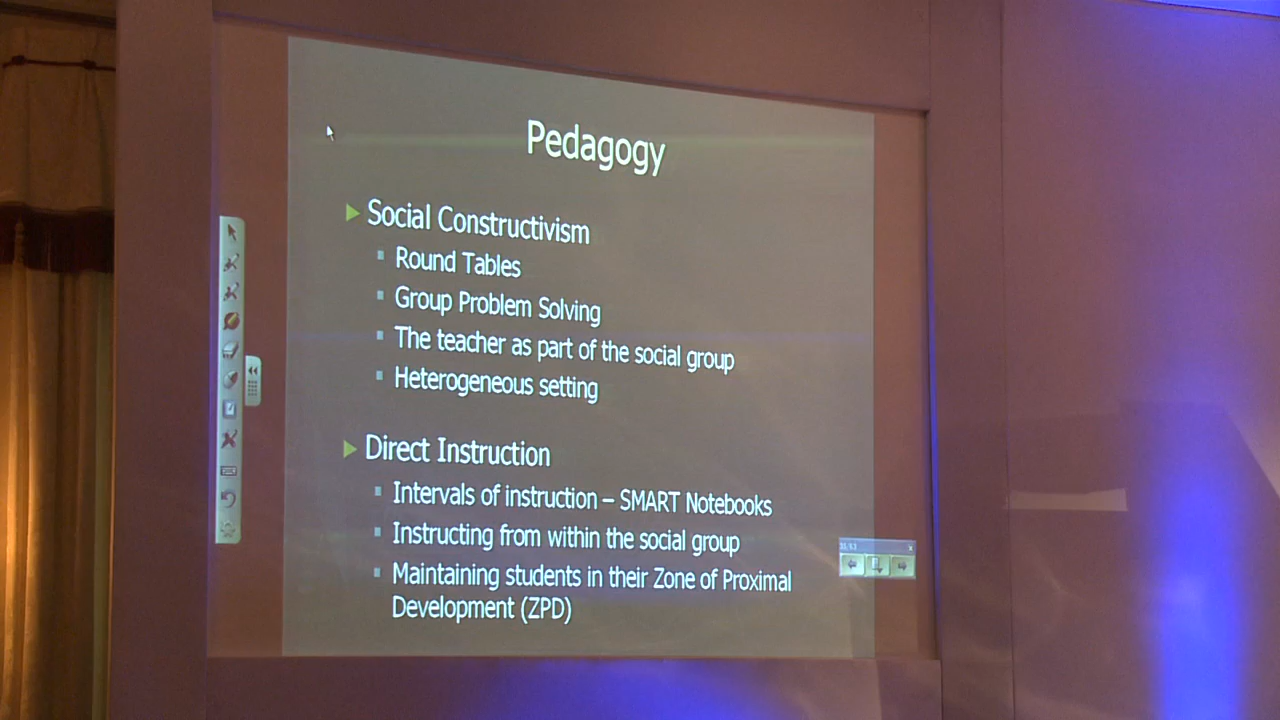 Pedagogy
Social Constructivism
Round Tables
Group Problem Solving
The teacher as part of the social group
Heterogeneous setting
Direct Instruction
Intervals of instruction – SMART Notebooks
Instructing from within the social group
Maintaining students in their Zone of Proximal
Development (ZPD)